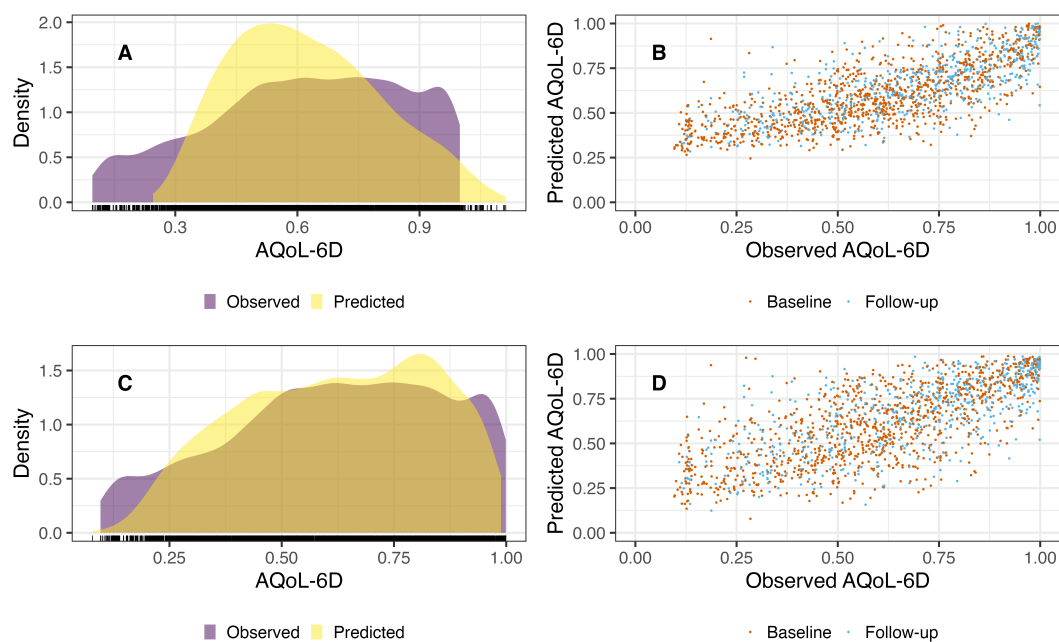 A
Density
2.0
1.5
1.0
0.5
0.0
0.3 0.6 0.9
AQoL-6D
Observed Predicted
B
Predicted AQoL-6D
1.00
0.75
0.50
0.25
0.00
0.00 0.25 0.50 0.75 1.00
Observed AQoL-6D
Baseline Follow-up
C
Density
1.5
1.0
0.5
0.0
0.25 0.50 0.75 1.00
AQoL-6D
Observed Predicted
D
Predicted AQoL-6D
1.00
0.75
0.50
0.25
0.00
0.00 0.25 0.50 0.75 1.00
Observed AQoL-6D
Baseline Follow-up